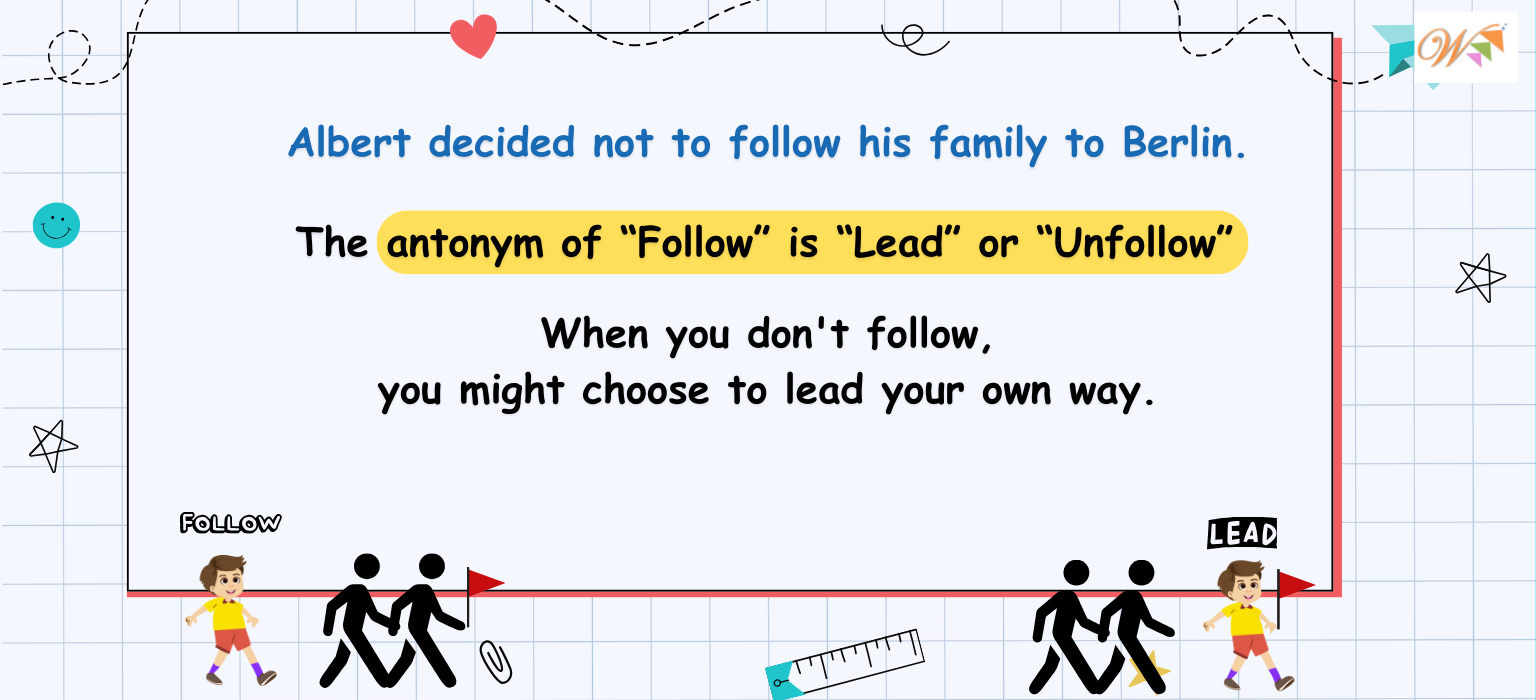 W
Albert decided not to follow his family to Berlin.
The antonym of “Follow” is “Lead” or “Unfollow”
When you don't follow,
you might choose to lead your own way.
FOLLOW
LEAD